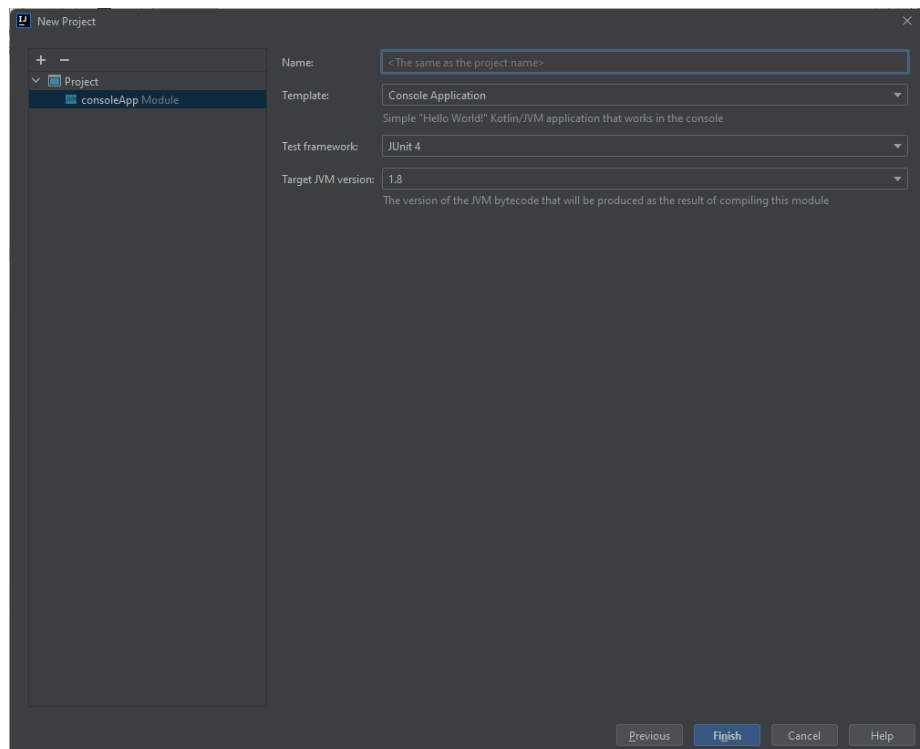 IJ New Project
+ −
Project
consoleApp Module
Name: <The same as the project name>
Template: Console Application
Simple "Hello World!" Kotlin/JVM application that works in the console
Test framework: JUnit 4
Target JVM version: 1.8
The version of the JVM bytecode that will be produced as the result of compiling this module
Previous Finish Cancel Help